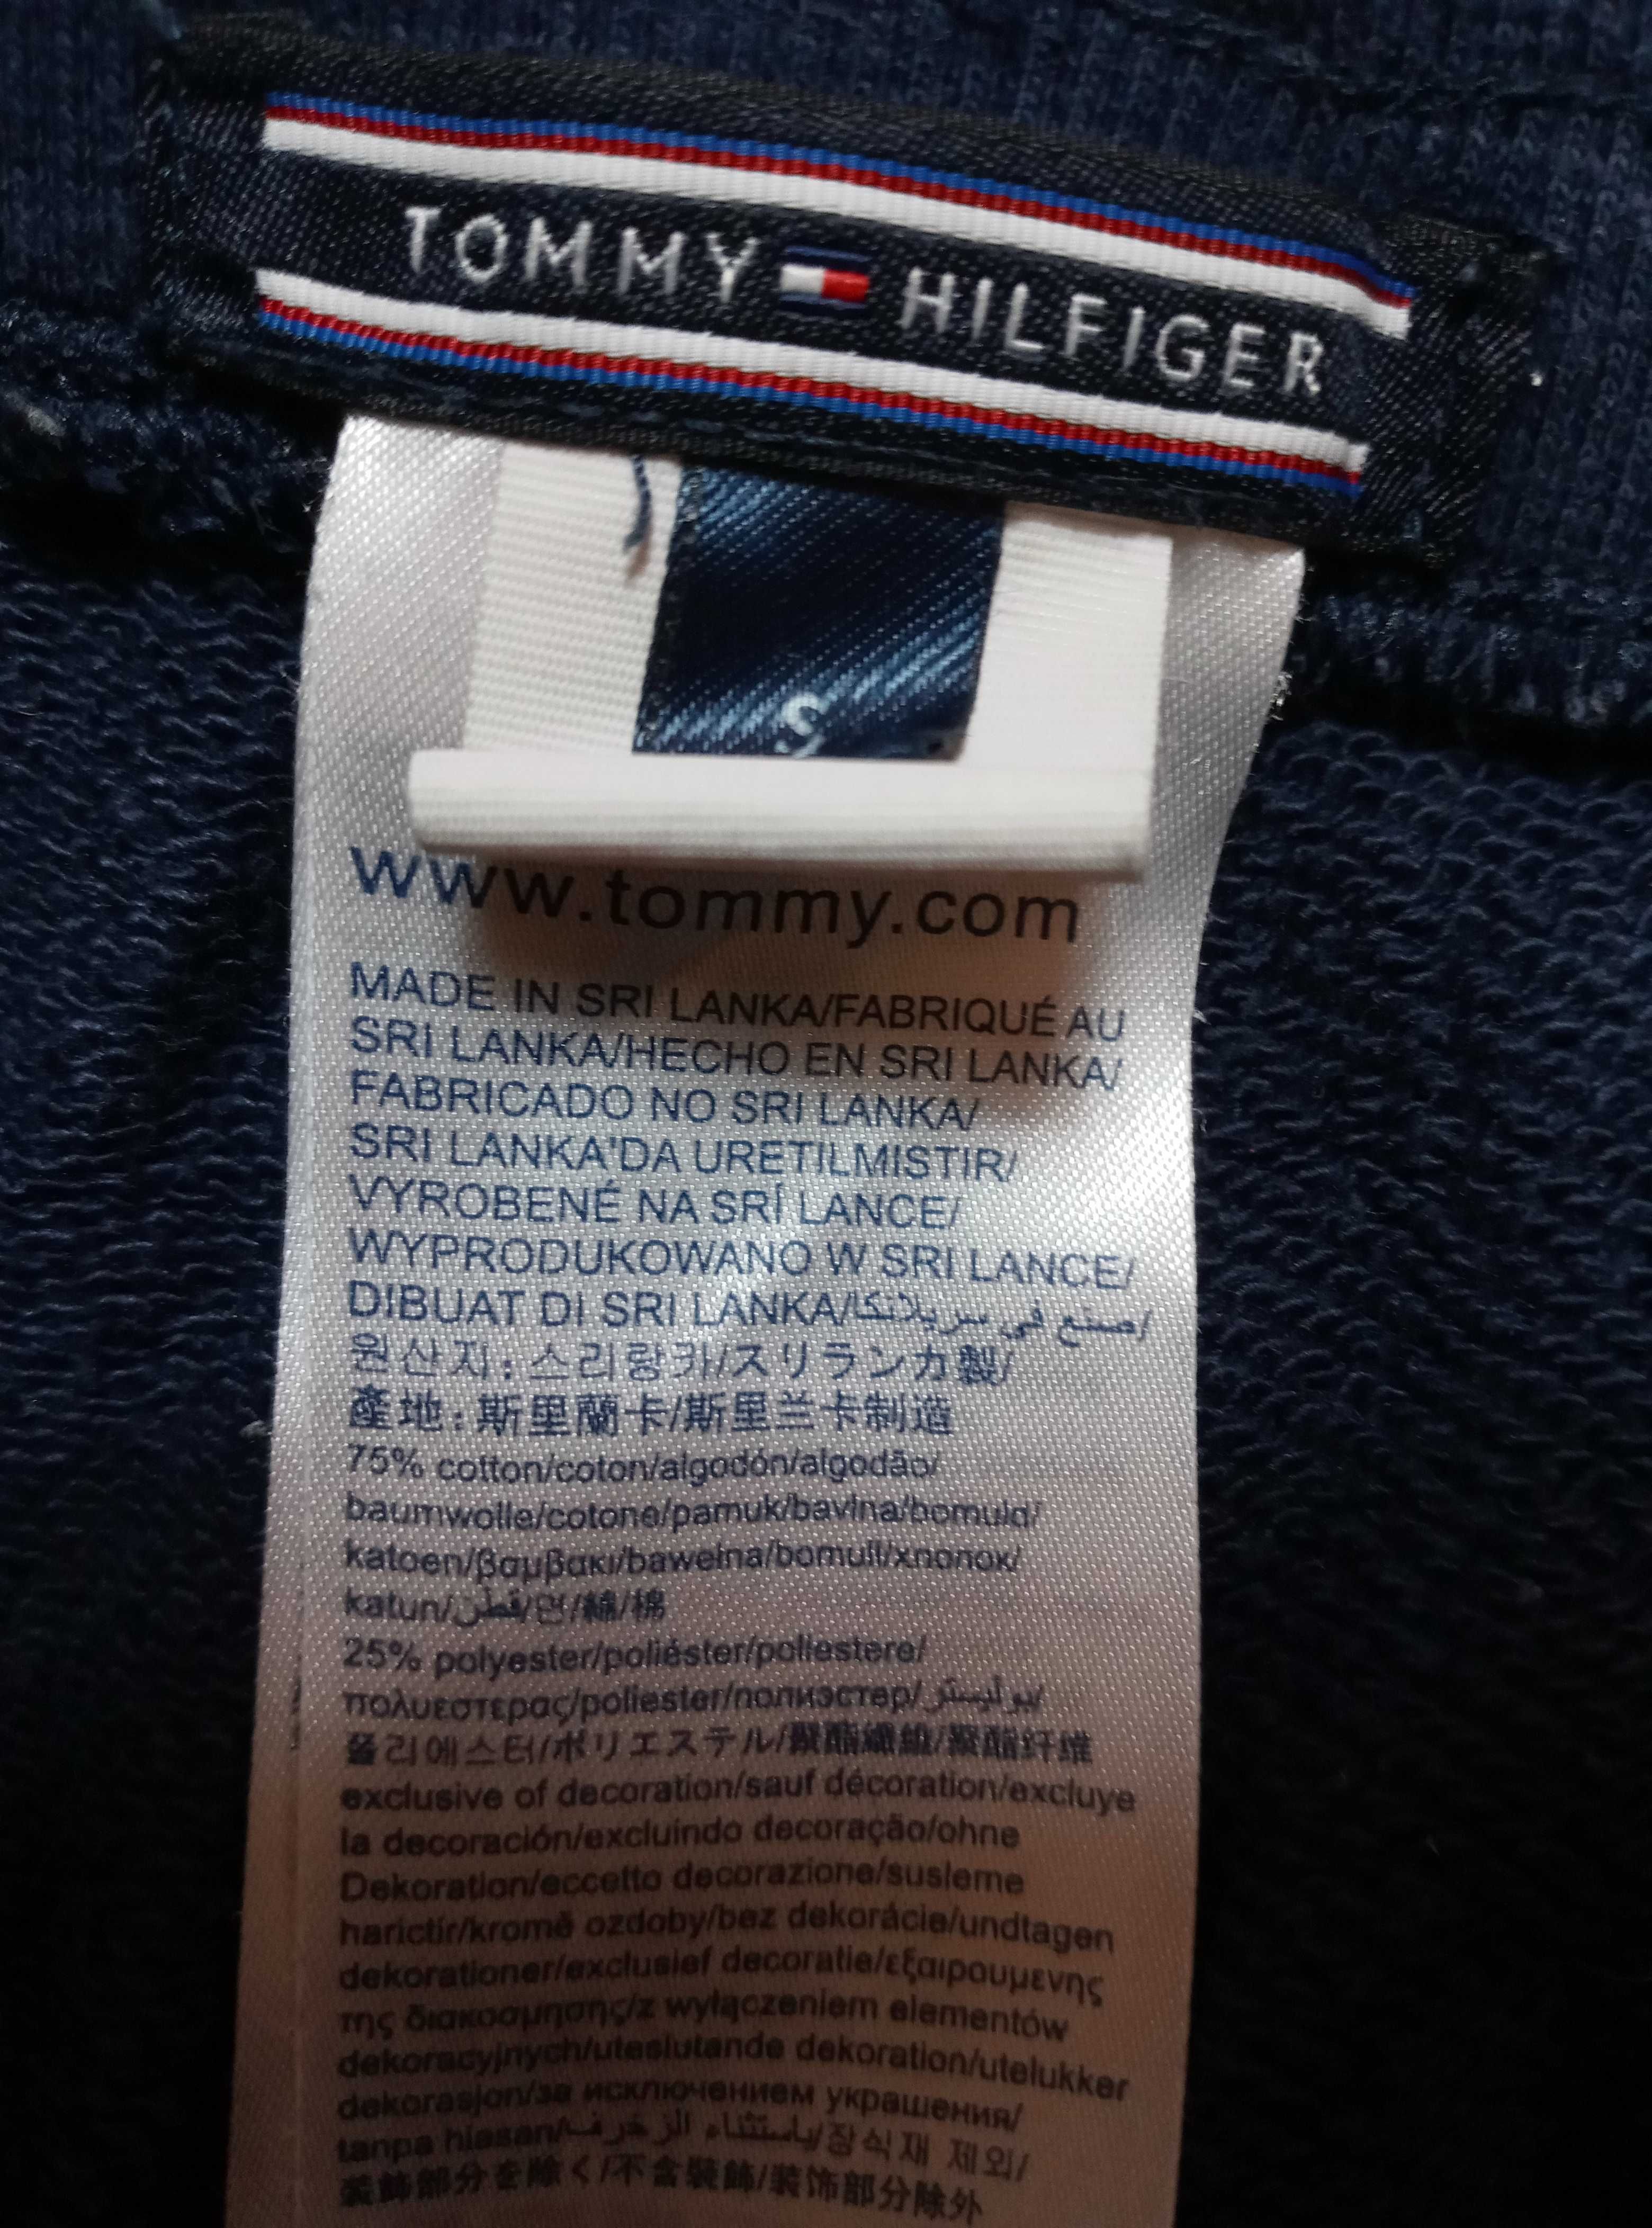 TOMMY HILFIGER
S
www.tommy.com
MADE IN SRI LANKA/FABRIQUÉ AU
SRI LANKA/HECHO EN SRI LANKA/
FABRICADO NO SRI LANKA/
SRI LANKA'DA URETILMISTIR/
VYROBENÉ NA SRÍ LANCE/
WYPRODUKOWANO W SRI LANCE/
DIBUAT DI SRI LANKA/صنع في سريلانكا/
원산지: 스리랑카/スリランカ製/
產地: 斯里蘭卡/斯里兰卡制造
75% cotton/coton/algodón/algodão/
baumwolle/cotone/pamuk/bavlna/bomuld/
katoen/βαμβακι/bawełna/bomull/хлопок/
katun/قطن/면/綿/棉
25% polyester/poliéster/poliestere/
πολυεστερας/poliester/полиэстер/بوليستر/
폴리에스터/ポリエステル/聚酯纖維/聚酯纤维
exclusive of decoration/sauf décoration/excluye
la decoración/excluindo decoração/ohne
Dekoration/eccetto decorazione/susleme
harictir/kromě ozdoby/bez dekorácie/undtagen
dekorationer/exclusief decoratie/εξαιρουμενης
της διακοσμησης/z wyłączeniem elementów
dekoracyjnych/uteslutande dekoration/utelukker
dekorasjon/за исключением украшения/
tanpa hiasan/باستثناء الزخرف/장식재 제외/
装飾部分を除く/不含裝飾/装饰部分除外